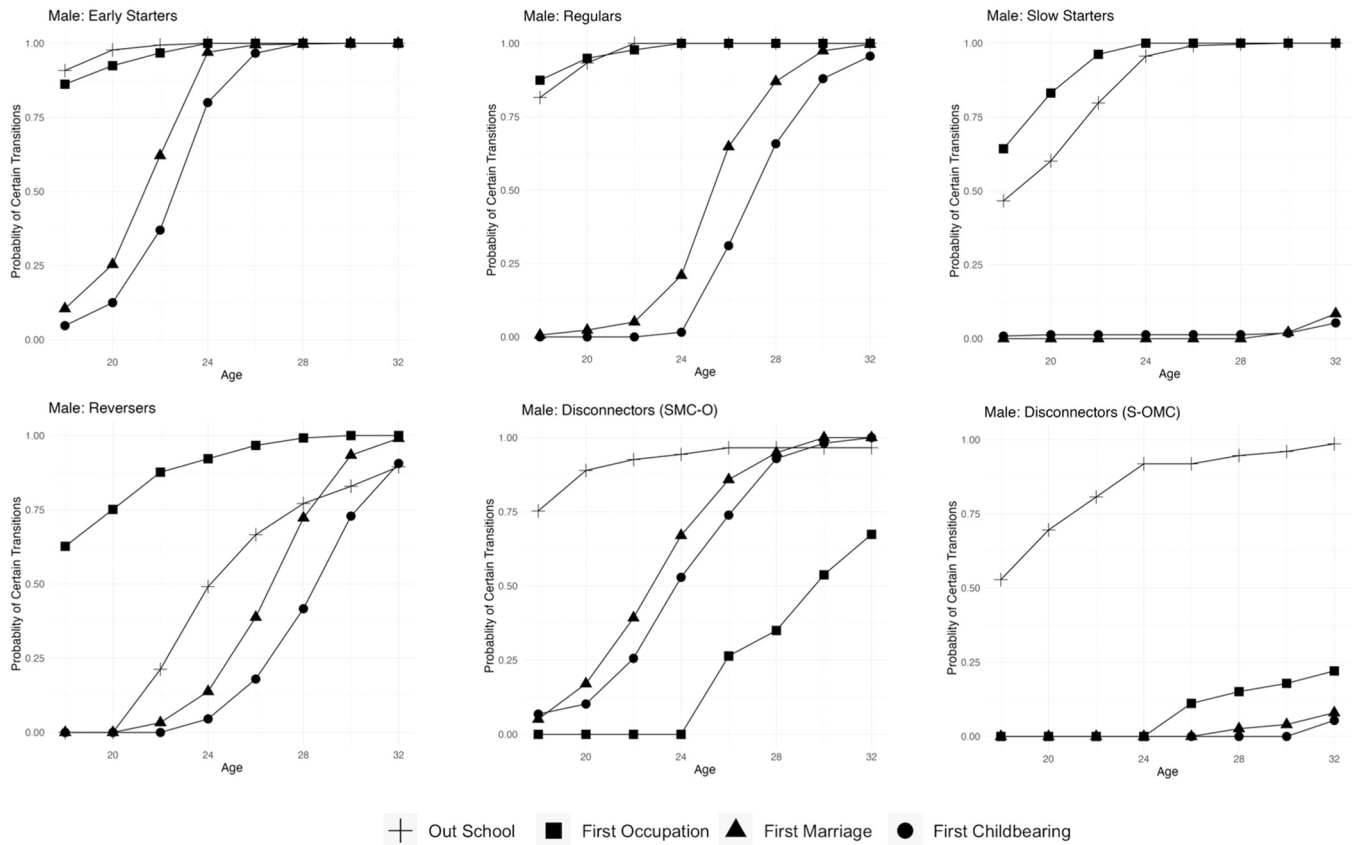 Male: Early Starters
Probablity of Certain Transitions
1.00
0.75
0.50
0.25
0.00
20 24 28 32
Age
Male: Regulars
Probablity of Certain Transitions
1.00
0.75
0.50
0.25
0.00
20 24 28 32
Age
Male: Slow Starters
Probablity of Certain Transitions
1.00
0.75
0.50
0.25
0.00
20 24 28 32
Age
Male: Reversers
Probablity of Certain Transitions
1.00
0.75
0.50
0.25
0.00
20 24 28 32
Age
Male: Disconnectors (SMC-O)
Probablity of Certain Transitions
1.00
0.75
0.50
0.25
0.00
20 24 28 32
Age
Male: Disconnectors (S-OMC)
Probablity of Certain Transitions
1.00
0.75
0.50
0.25
0.00
20 24 28 32
Age
Out School First Occupation First Marriage First Childbearing